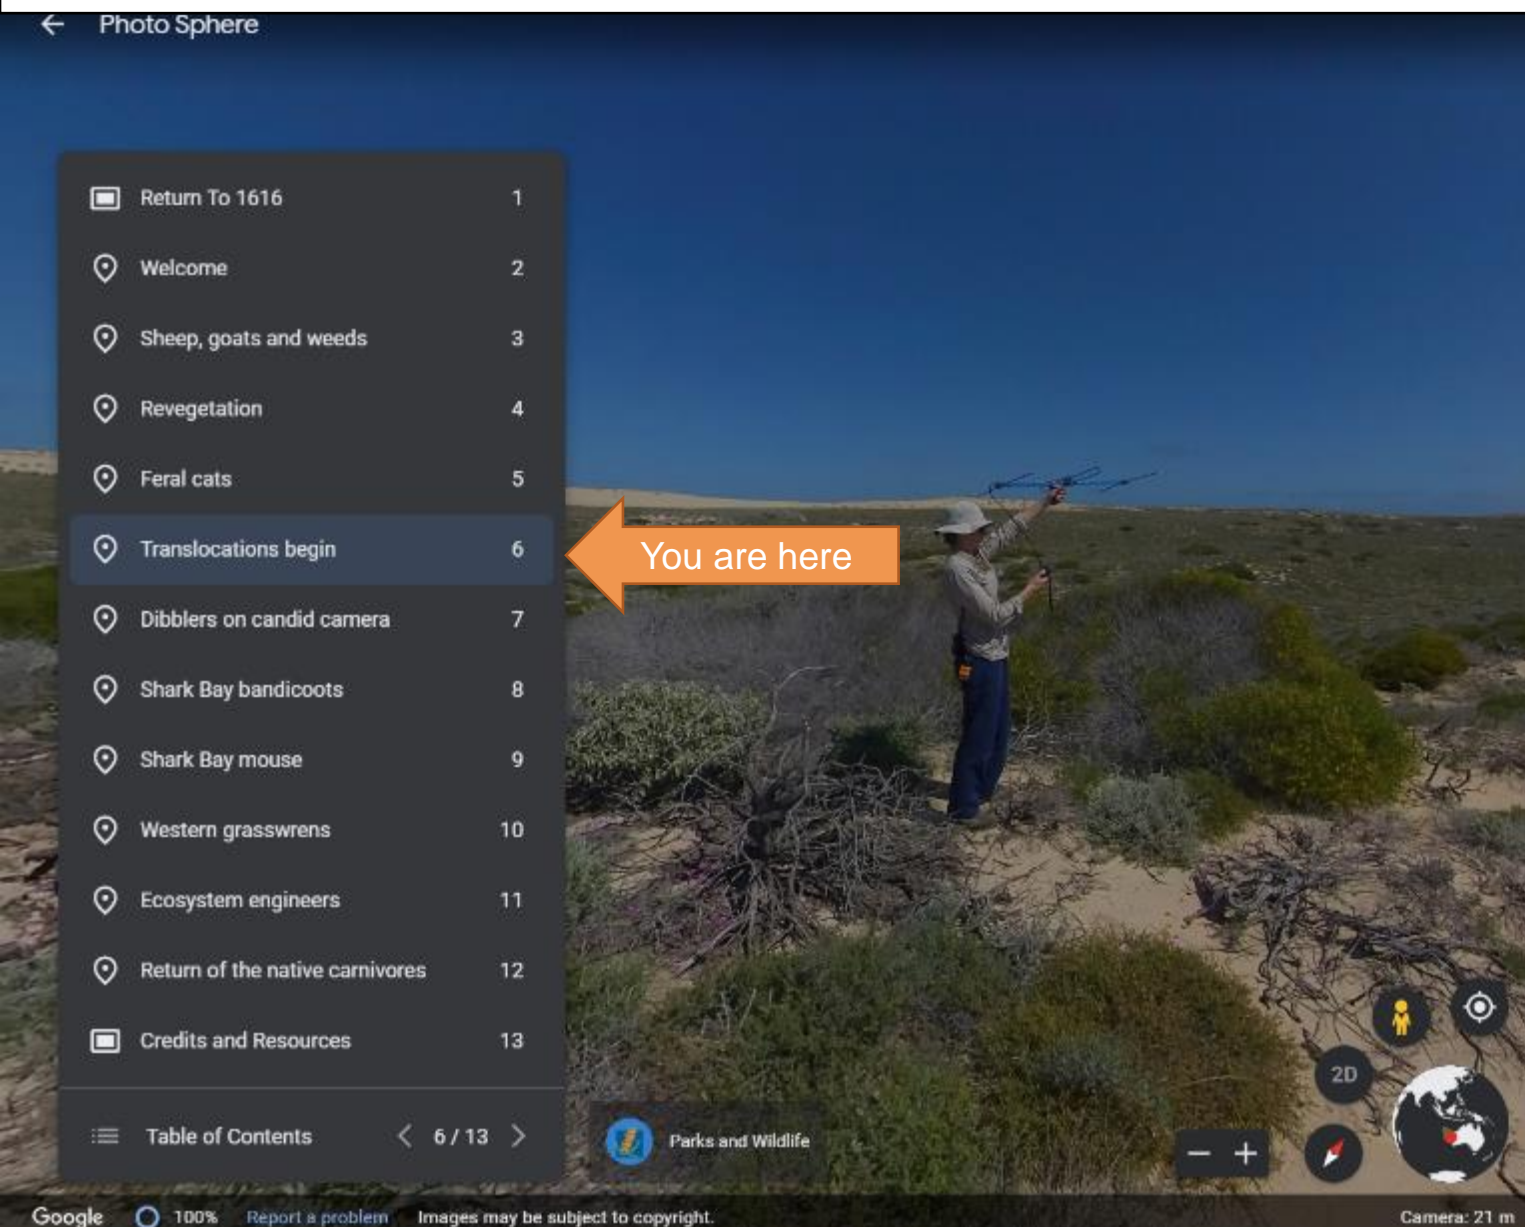 Photo Sphere
Return To 1616 1
Welcome 2
Sheep, goats and weeds 3
Revegetation 4
Feral cats 5
Translocations begin 6
You are here
Dibblers on candid camera 7
Shark Bay bandicoots 8
Shark Bay mouse 9
Western grasswrens 10
Ecosystem engineers 11
Return of the native carnivores 12
Credits and Resources 13
2D
Table of Contents 6 / 13
Parks and Wildlife
Google 100% Report a problem Images may be subject to copyright. Camera: 21 m